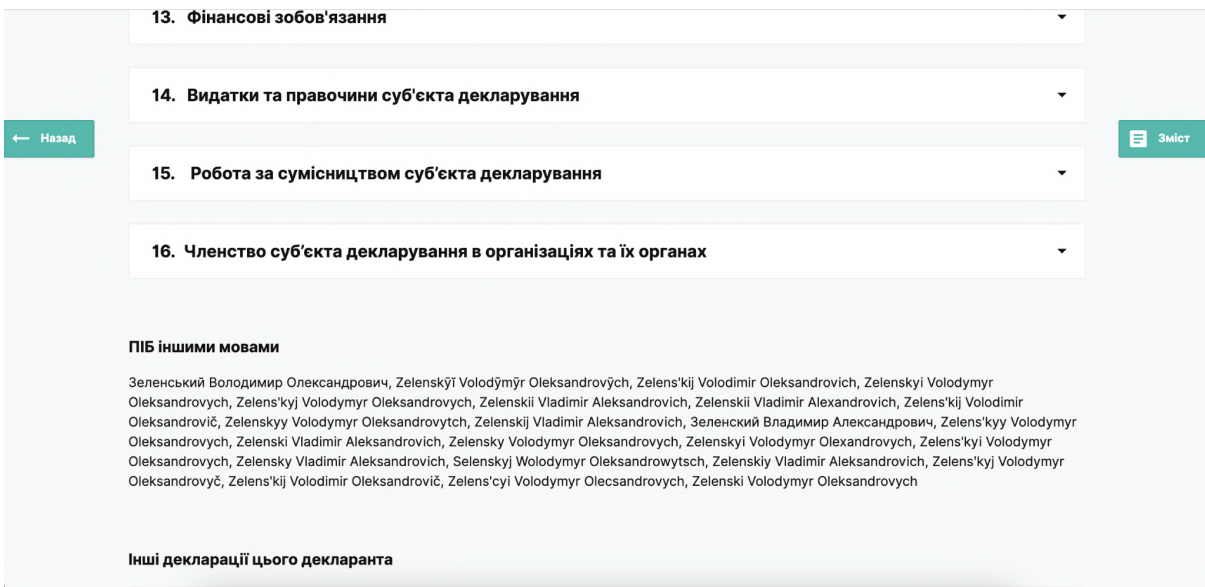 13. Фінансові зобов'язання
14. Видатки та правочини суб'єкта декларування
← Назад
Зміст
15. Робота за сумісництвом суб’єкта декларування
16. Членство суб’єкта декларування в організаціях та їх органах
ПІБ іншими мовами
Зеленський Володимир Олександрович, Zelenskȳĭ Volodȳmȳr Oleksandrovȳch, Zelens'kij Volodimir Oleksandrovich, Zelenskyi Volodymyr
Oleksandrovych, Zelens'kyj Volodymyr Oleksandrovych, Zelenskii Vladimir Aleksandrovich, Zelenskii Vladimir Alexandrovich, Zelens'kij Volodimir
Oleksandrovič, Zelenskyy Volodymyr Oleksandrovytch, Zelenskij Vladimir Aleksandrovich, Зеленский Владимир Александрович, Zelens'kyy Volodymyr
Oleksandrovych, Zelenski Vladimir Aleksandrovich, Zelensky Volodymyr Oleksandrovych, Zelenskyi Volodymyr Olexandrovych, Zelens'kyi Volodymyr
Oleksandrovych, Zelensky Vladimir Aleksandrovich, Selenskyj Wolodymyr Oleksandrowytsch, Zelenskiy Vladimir Aleksandrovich, Zelens'kyj Volodymyr
Oleksandrovyč, Zelens'kij Volodimir Oleksandrovič, Zelens'cyi Volodymyr Olecsandrovych, Zelenski Volodymyr Oleksandrovych
Інші декларації цього декларанта